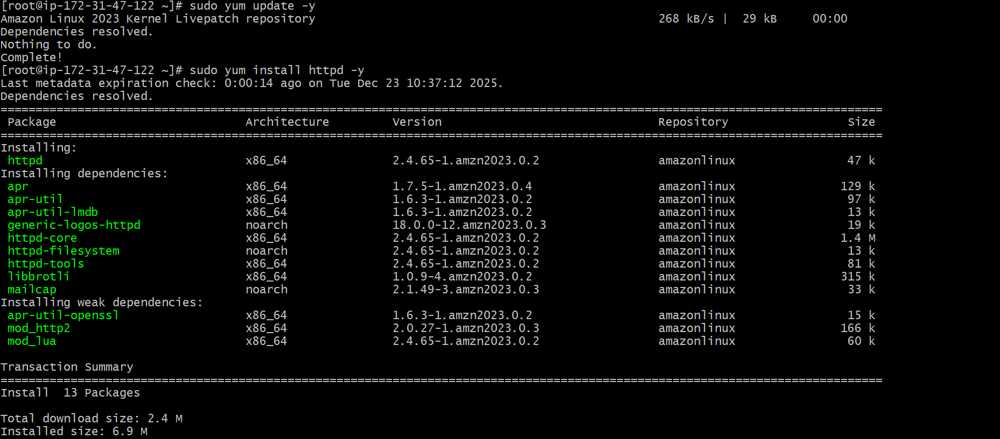 [root@ip-172-31-47-122 ~]# sudo yum update -y
Amazon Linux 2023 Kernel Livepatch repository 268 kB/s | 29 kB 00:00
Dependencies resolved.
Nothing to do.
Complete!
[root@ip-172-31-47-122 ~]# sudo yum install httpd -y
Last metadata expiration check: 0:00:14 ago on Tue Dec 23 10:37:12 2025.
Dependencies resolved.
==============================================================================================================================
Package Architecture Version Repository Size
==============================================================================================================================
Installing:
httpd x86_64 2.4.65-1.amzn2023.0.2 amazonlinux 47 k
Installing dependencies:
apr x86_64 1.7.5-1.amzn2023.0.4 amazonlinux 129 k
apr-util x86_64 1.6.3-1.amzn2023.0.2 amazonlinux 97 k
apr-util-lmdb x86_64 1.6.3-1.amzn2023.0.2 amazonlinux 13 k
generic-logos-httpd noarch 18.0.0-12.amzn2023.0.3 amazonlinux 19 k
httpd-core x86_64 2.4.65-1.amzn2023.0.2 amazonlinux 1.4 M
httpd-filesystem noarch 2.4.65-1.amzn2023.0.2 amazonlinux 13 k
httpd-tools x86_64 2.4.65-1.amzn2023.0.2 amazonlinux 81 k
libbrotli x86_64 1.0.9-4.amzn2023.0.2 amazonlinux 315 k
mailcap noarch 2.1.49-3.amzn2023.0.3 amazonlinux 33 k
Installing weak dependencies:
apr-util-openssl x86_64 1.6.3-1.amzn2023.0.2 amazonlinux 15 k
mod_http2 x86_64 2.0.27-1.amzn2023.0.3 amazonlinux 166 k
mod_lua x86_64 2.4.65-1.amzn2023.0.2 amazonlinux 60 k
Transaction Summary
==============================================================================================================================
Install 13 Packages
Total download size: 2.4 M
Installed size: 6.9 M